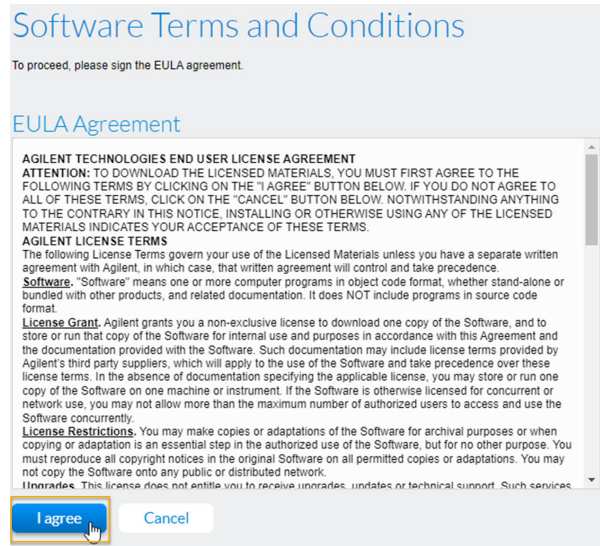 Software Terms and Conditions
To proceed, please sign the EULA agreement.
EULA Agreement
AGILENT TECHNOLOGIES END USER LICENSE AGREEMENT
ATTENTION: TO DOWNLOAD THE LICENSED MATERIALS, YOU MUST FIRST AGREE TO THE
FOLLOWING TERMS BY CLICKING ON THE "I AGREE" BUTTON BELOW. IF YOU DO NOT AGREE TO
ALL OF THESE TERMS, CLICK ON THE "CANCEL" BUTTON BELOW. NOTWITHSTANDING ANYTHING
TO THE CONTRARY IN THIS NOTICE, INSTALLING OR OTHERWISE USING ANY OF THE LICENSED
MATERIALS INDICATES YOUR ACCEPTANCE OF THESE TERMS.
AGILENT LICENSE TERMS
The following License Terms govern your use of the Licensed Materials unless you have a separate written
agreement with Agilent, in which case, that written agreement will control and take precedence.
Software. "Software" means one or more computer programs in object code format, whether stand-alone or
bundled with other products, and related documentation. It does NOT include programs in source code
format.
License Grant. Agilent grants you a non-exclusive license to download one copy of the Software, and to
store or run that copy of the Software for internal use and purposes in accordance with this Agreement and
the documentation provided with the Software. Such documentation may include license terms provided by
Agilent's third party suppliers, which will apply to the use of the Software and take precedence over these
license terms. In the absence of documentation specifying the applicable license, you may store or run one
copy of the Software on one machine or instrument. If the Software is otherwise licensed for concurrent or
network use, you may not allow more than the maximum number of authorized users to access and use the
Software concurrently.
License Restrictions. You may make copies or adaptations of the Software for archival purposes or when
copying or adaptation is an essential step in the authorized use of the Software, but for no other purpose. You
must reproduce all copyright notices in the original Software on all permitted copies or adaptations. You may
not copy the Software onto any public or distributed network.
Upgrades. This license does not entitle you to receive upgrades, updates or technical support. Such services
I agree
Cancel